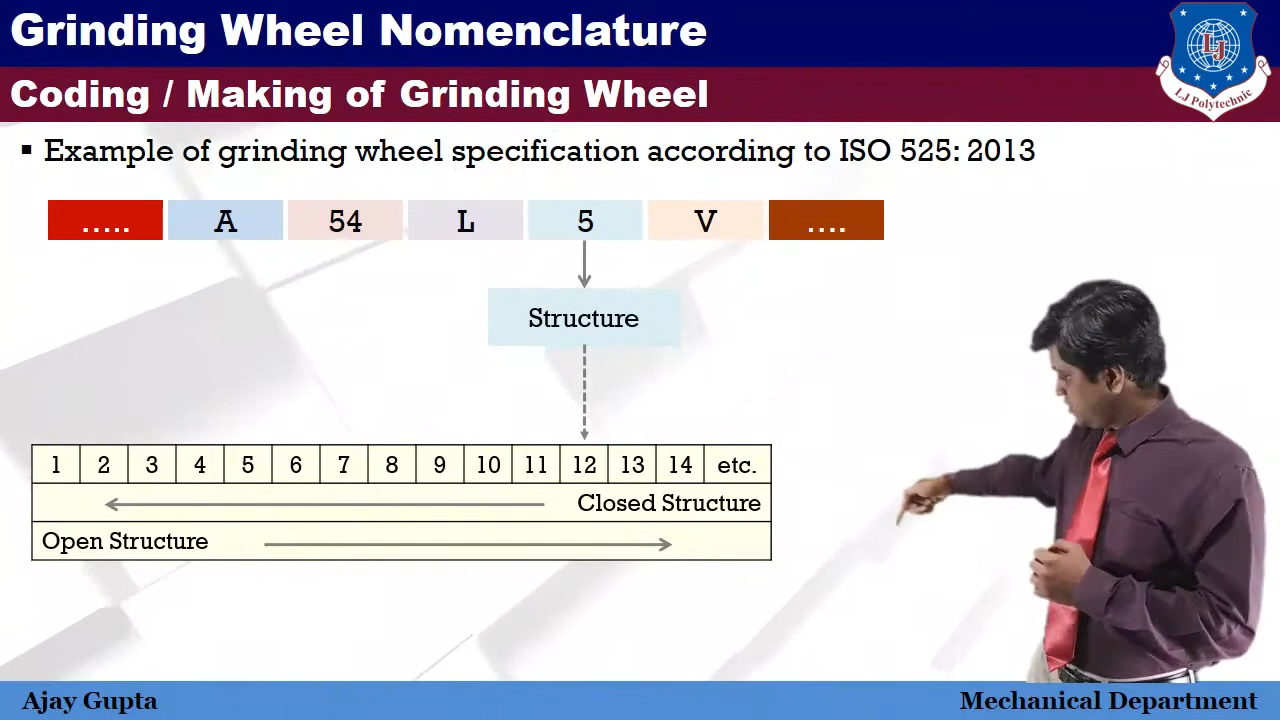 Grinding Wheel Nomenclature
Coding / Making of Grinding Wheel
LJ
L.J Polytechnic
▪ Example of grinding wheel specification according to ISO 525: 2013
..... A 54 L 5 V ....
Structure
1 2 3 4 5 6 7 8 9 10 11 12 13 14 etc.
Closed Structure
Open Structure
Ajay Gupta
Mechanical Department